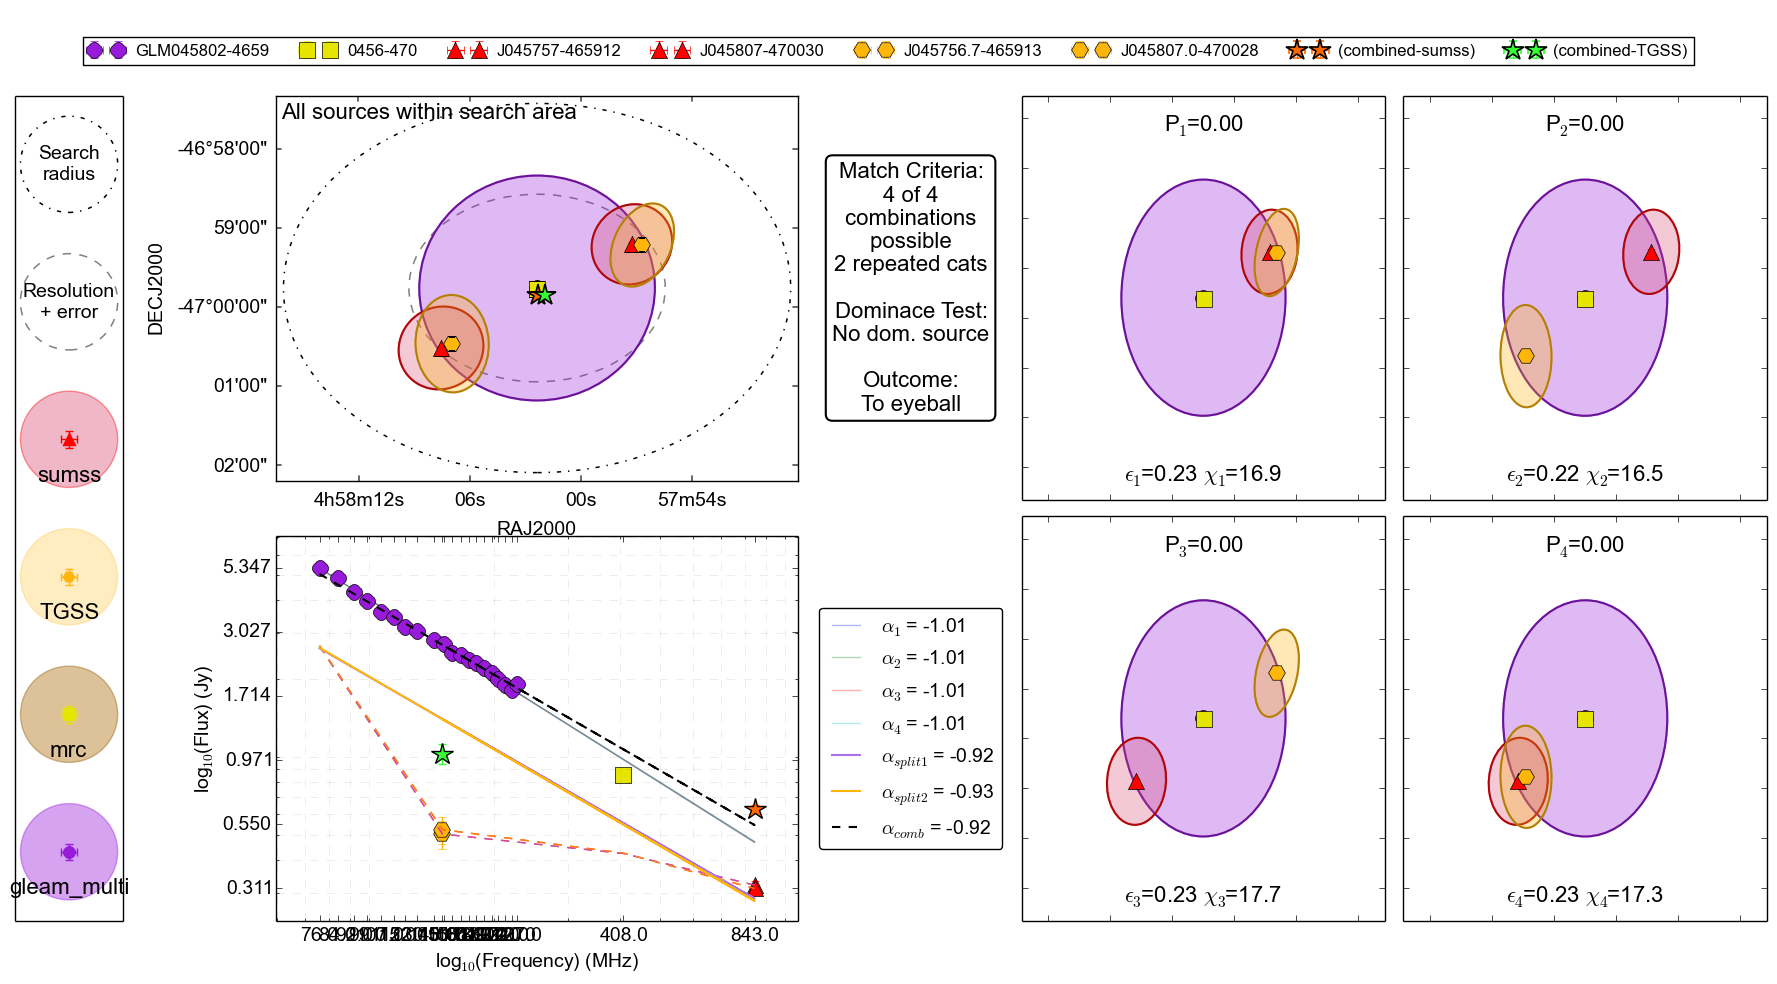 GLM045802-4659 0456-470 J045757-465912 J045807-470030 J045756.7-465913 J045807.0-470028 (combined-sumss) (combined-TGSS)
Search
radius
Resolution
+ error
sumss
TGSS
mrc
gleam_multi
All sources within search area
DECJ2000
-46°58'00"
59'00"
-47°00'00"
01'00"
02'00"
4h58m12s 06s 00s 57m54s
RAJ2000
Match Criteria:
4 of 4
combinations
possible
2 repeated cats
Dominace Test:
No dom. source
Outcome:
To eyeball
P1=0.00
ϵ1=0.23 χ1=16.9
P2=0.00
ϵ2=0.22 χ2=16.5
P3=0.00
ϵ3=0.23 χ3=17.7
P4=0.00
ϵ4=0.23 χ4=17.3
log10(Flux) (Jy)
5.347
3.027
1.714
0.971
0.550
0.311
408.0 843.0
log10(Frequency) (MHz)
α1 = -1.01
α2 = -1.01
α3 = -1.01
α4 = -1.01
αsplit1 = -0.92
αsplit2 = -0.93
αcomb = -0.92